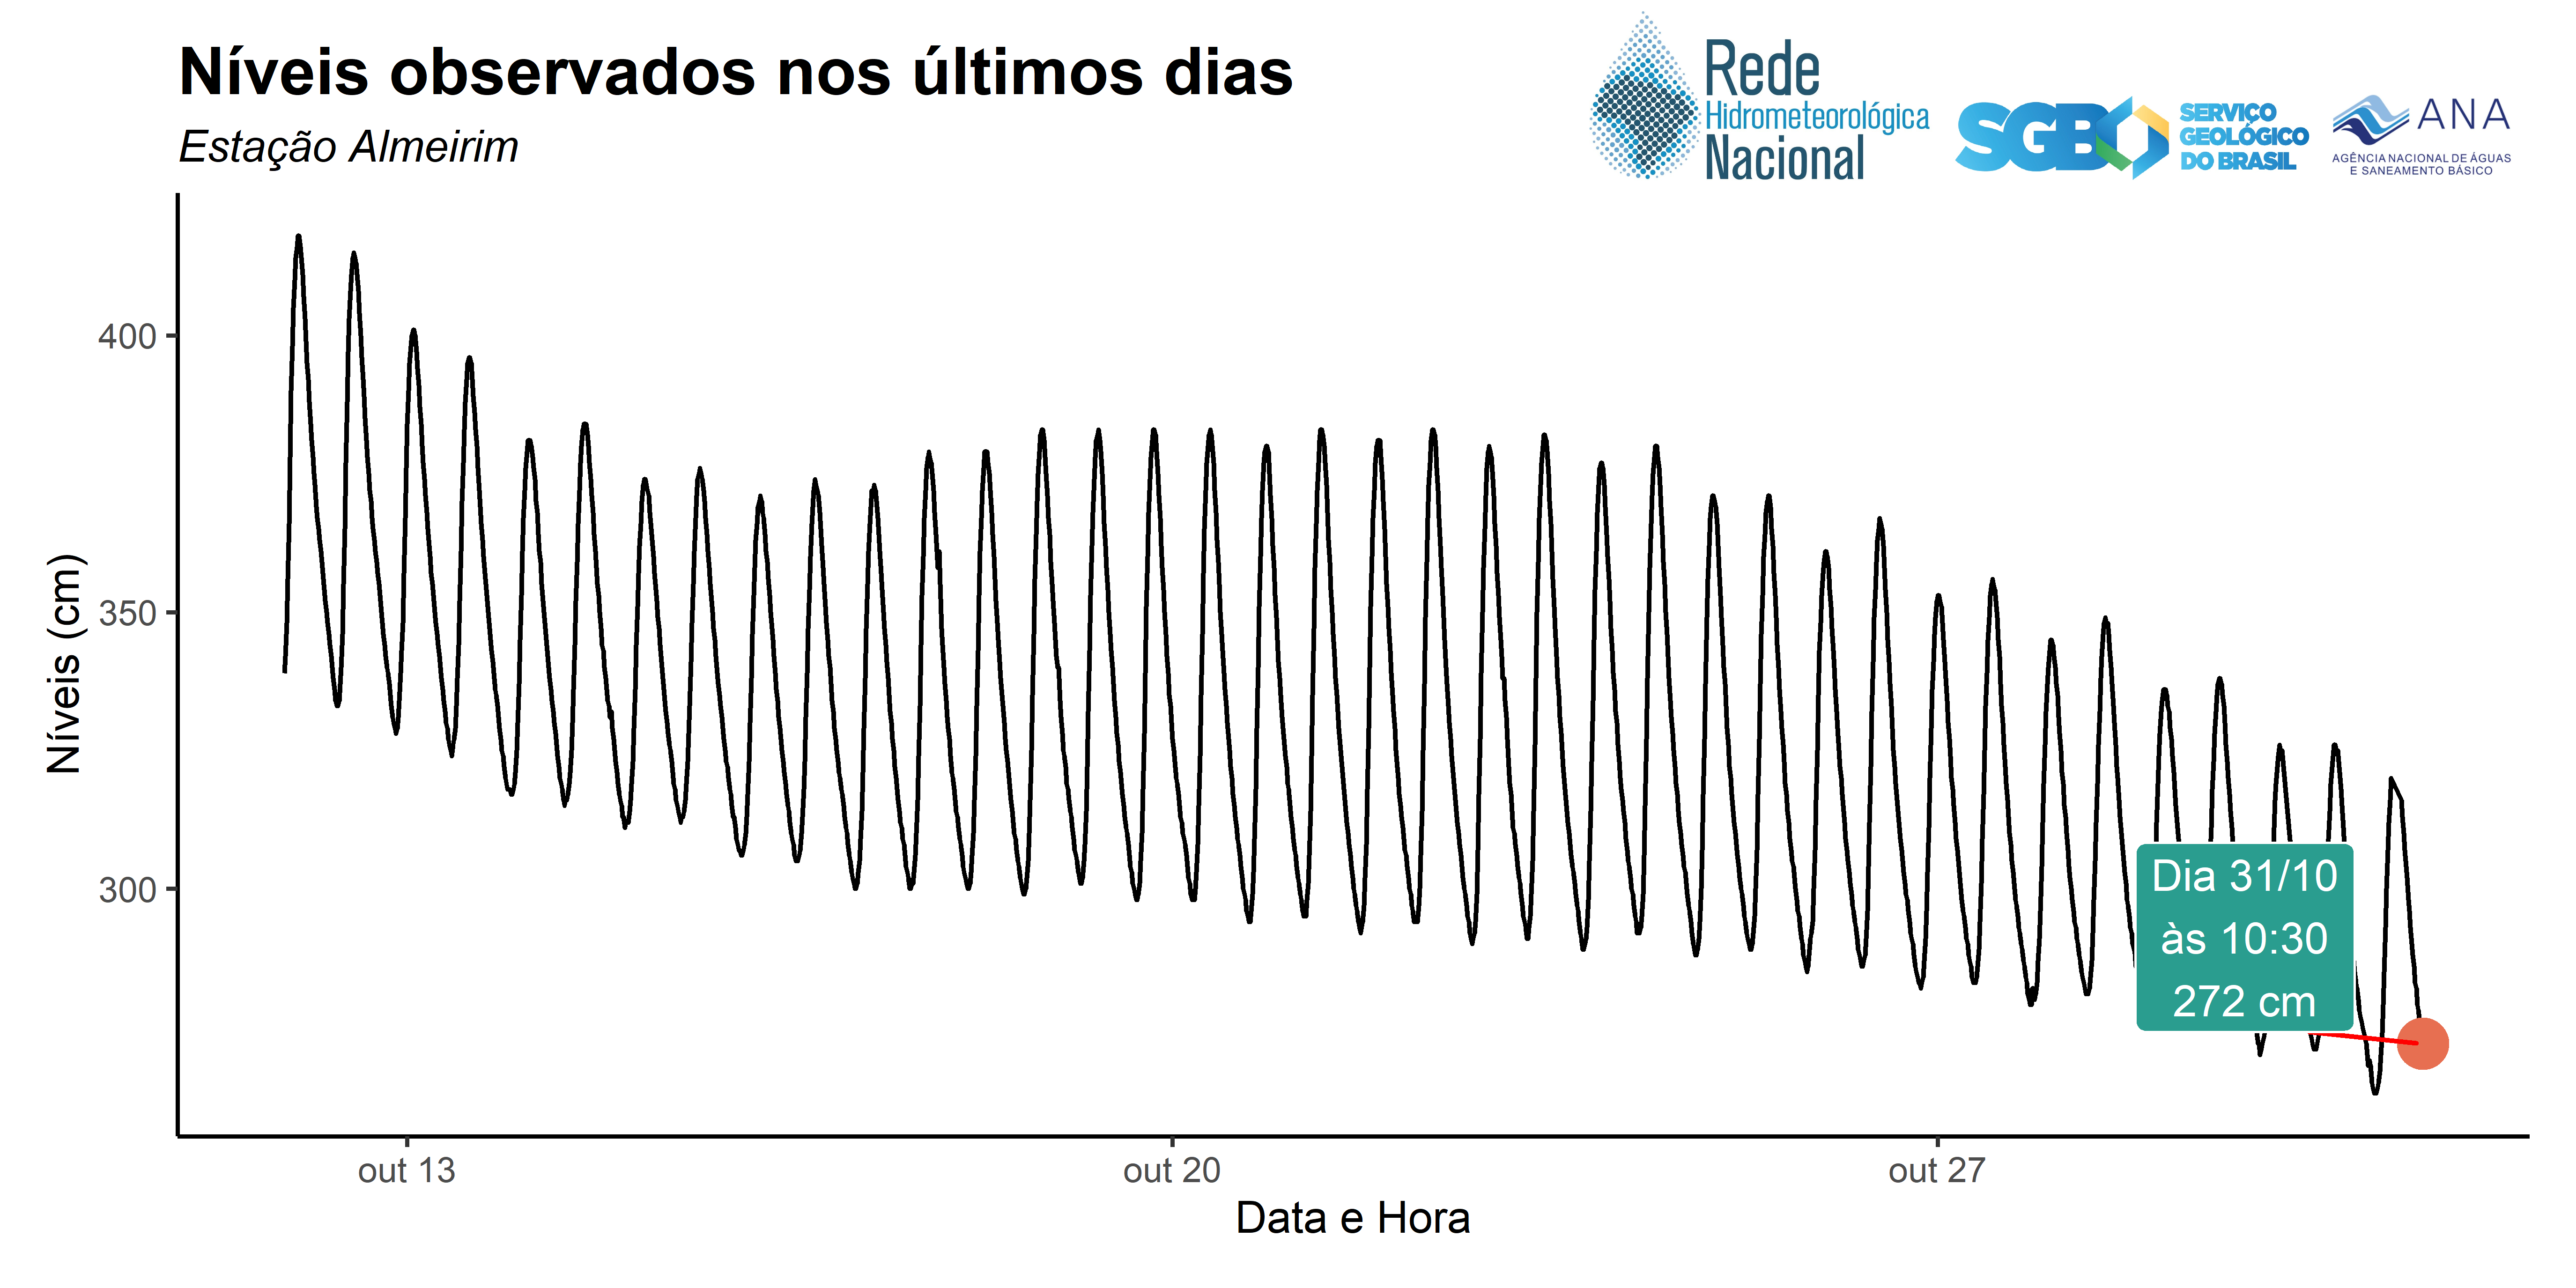 Níveis observados nos últimos dias
Estação Almeirim
Rede
Hidrometeorológica
Nacional
SGB
SERVIÇO
GEOLÓGICO
DO BRASIL
ANA
AGÊNCIA NACIONAL DE ÁGUAS
E SANEAMENTO BÁSICO
Níveis (cm)
400
350
300
Dia 31/10
às 10:30
272 cm
out 13
out 20
out 27
Data e Hora